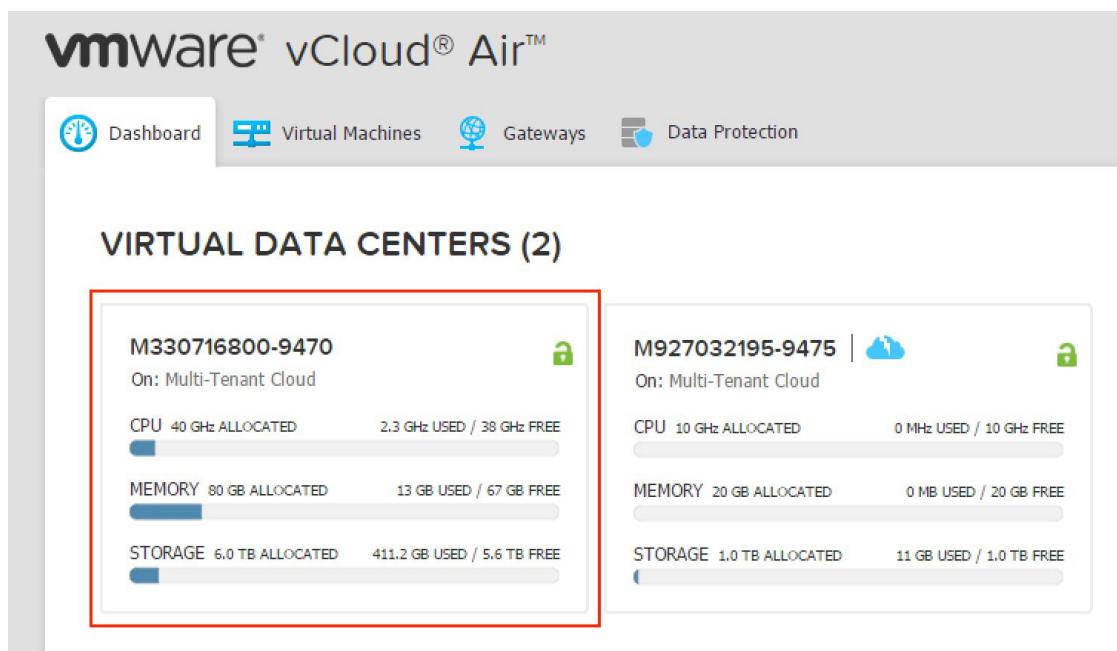 vmware® vCloud® Air™
Dashboard Virtual Machines Gateways Data Protection
VIRTUAL DATA CENTERS (2)
M330716800-9470
On: Multi-Tenant Cloud
CPU 40 GHz ALLOCATED 2.3 GHz USED / 38 GHz FREE
MEMORY 80 GB ALLOCATED 13 GB USED / 67 GB FREE
STORAGE 6.0 TB ALLOCATED 411.2 GB USED / 5.6 TB FREE
M927032195-9475
On: Multi-Tenant Cloud
CPU 10 GHz ALLOCATED 0 MHz USED / 10 GHz FREE
MEMORY 20 GB ALLOCATED 0 MB USED / 20 GB FREE
STORAGE 1.0 TB ALLOCATED 11 GB USED / 1.0 TB FREE